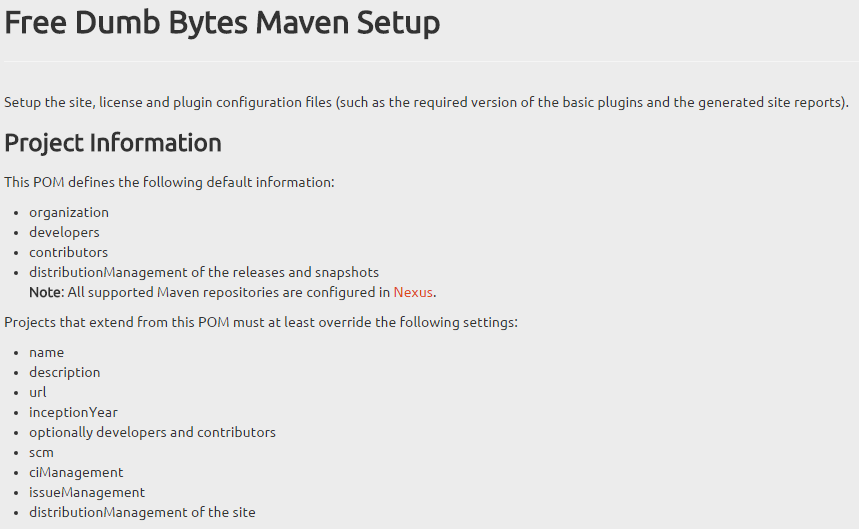 Free Dumb Bytes Maven Setup
Setup the site, license and plugin configuration files (such as the required version of the basic plugins and the generated site reports).
Project Information
This POM defines the following default information:
• organization
• developers
• contributors
• distributionManagement of the releases and snapshots
Note: All supported Maven repositories are configured in Nexus.
Projects that extend from this POM must at least override the following settings:
• name
• description
• url
• inceptionYear
• optionally developers and contributors
• scm
• ciManagement
• issueManagement
• distributionManagement of the site